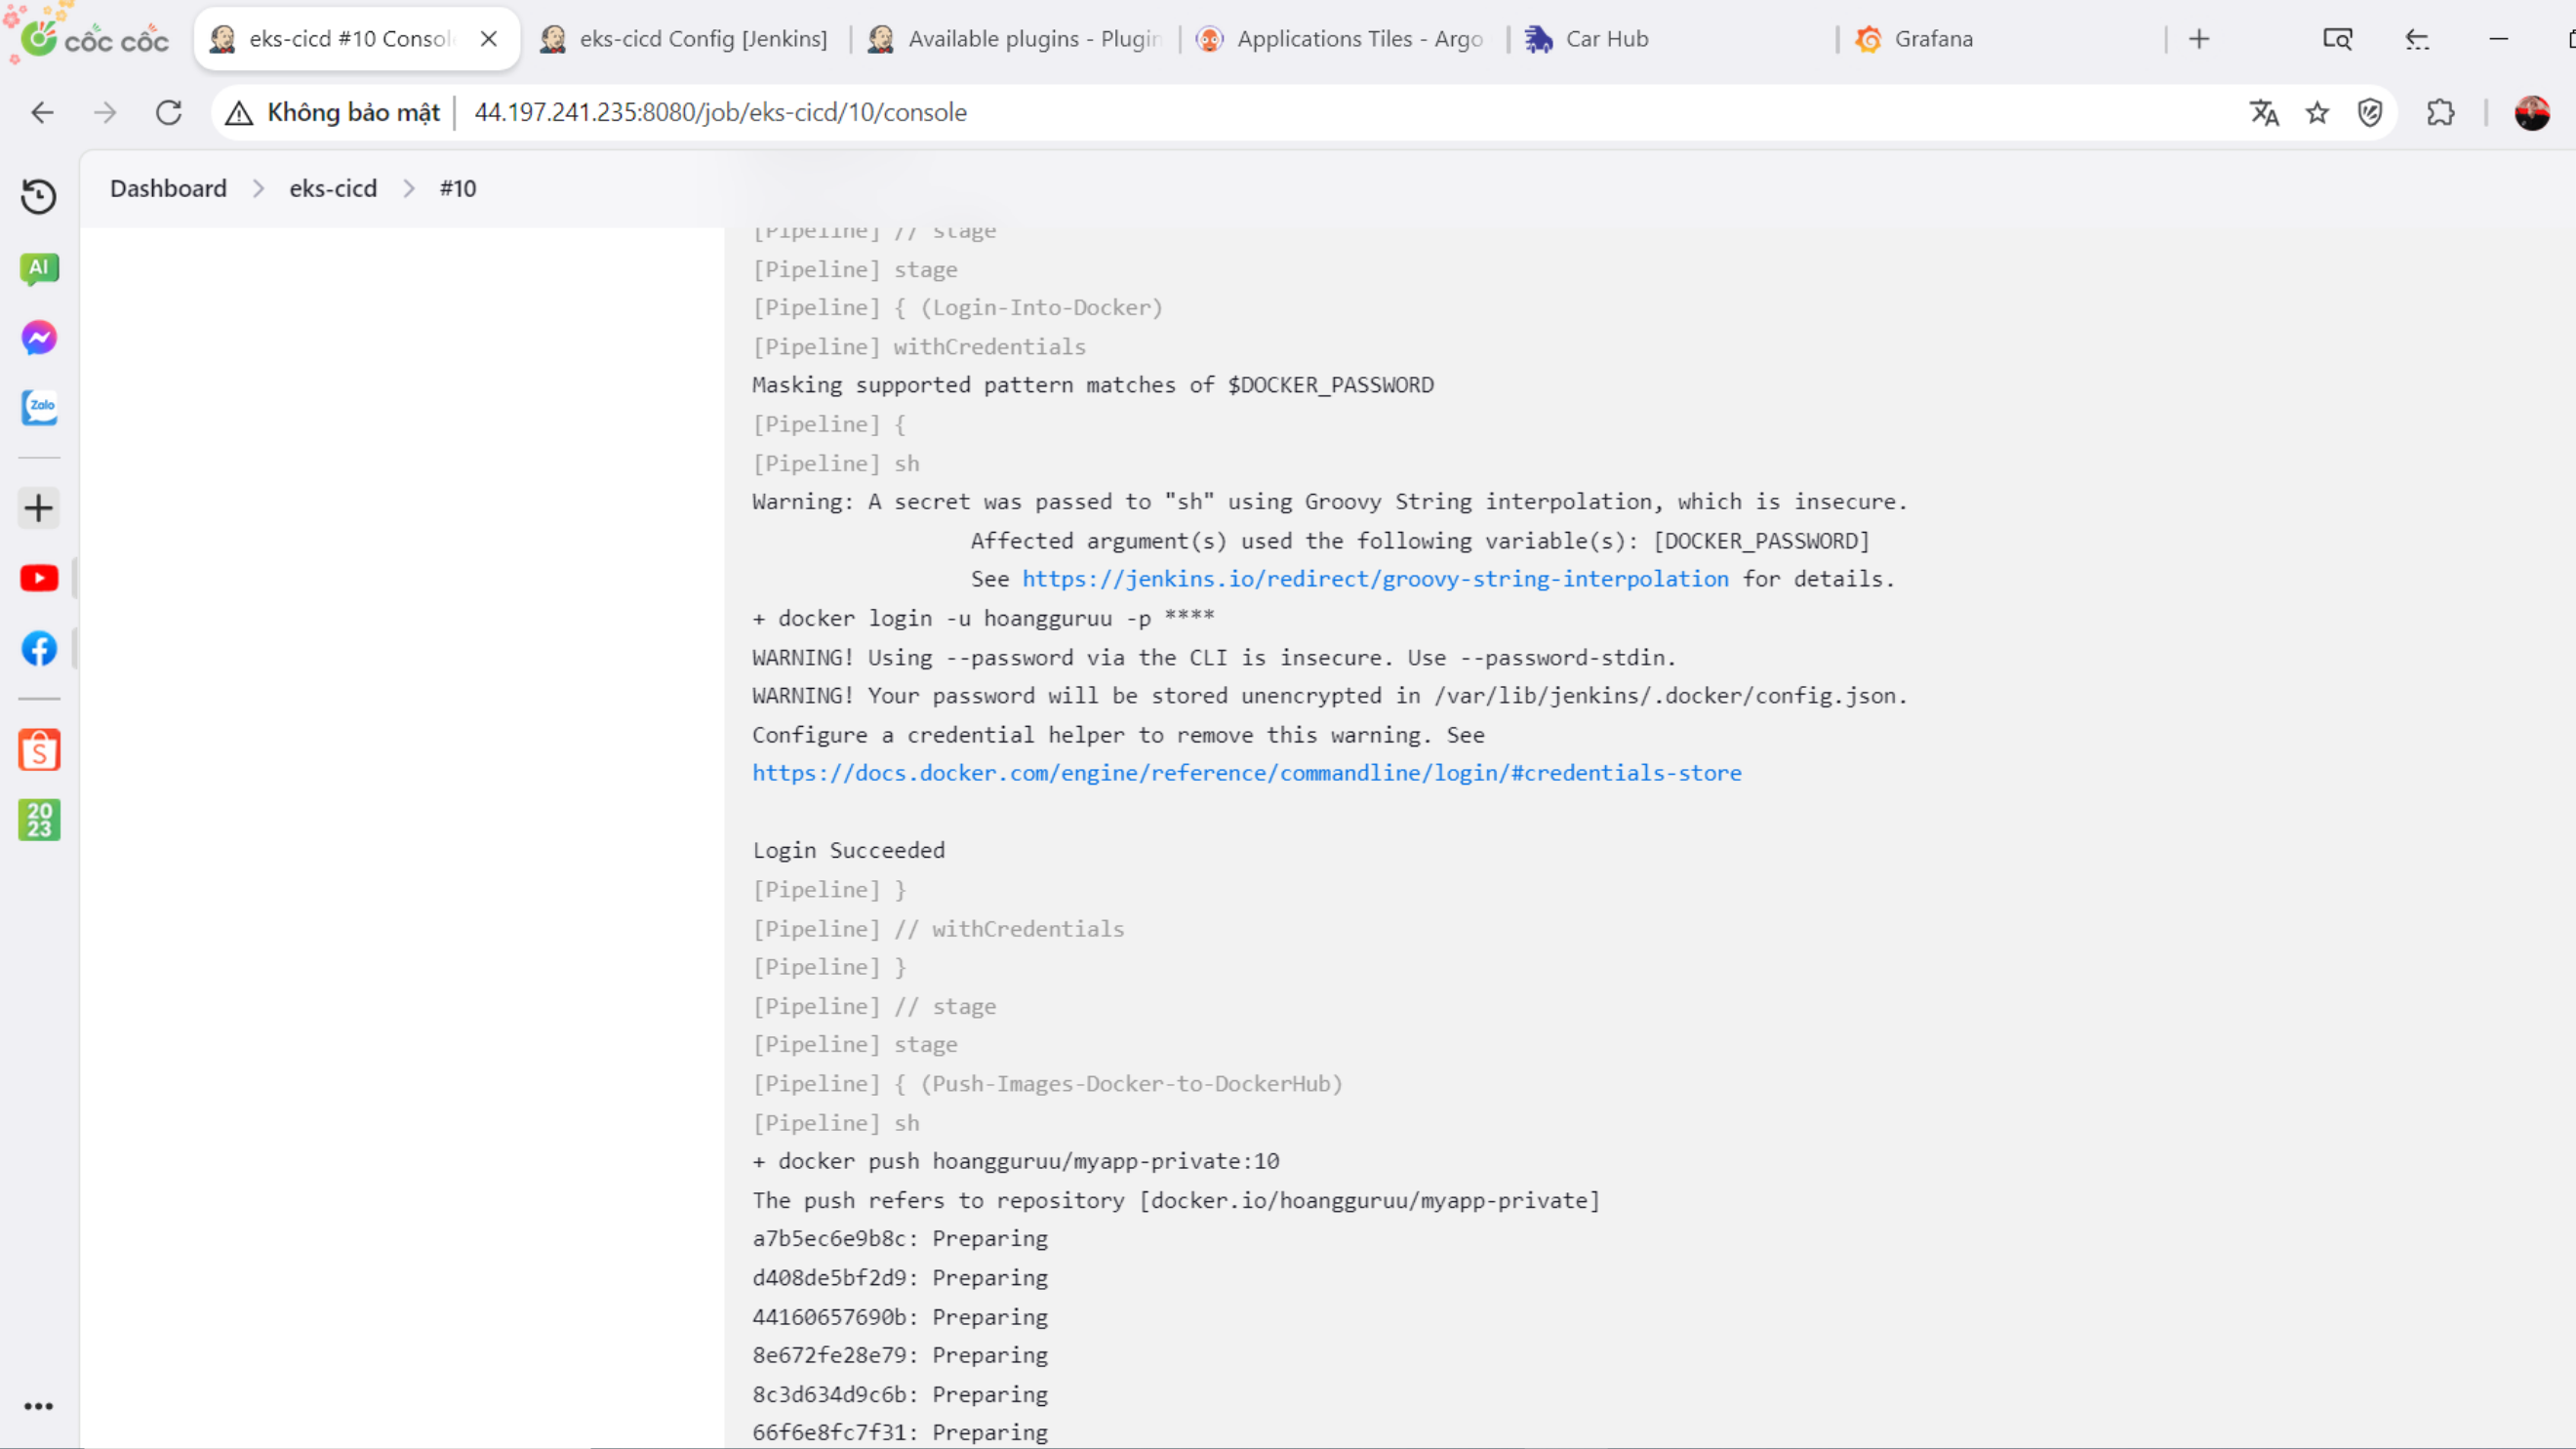 cốc cốc
eks-cicd #10 Consol
eks-cicd Config [Jenkins]
Available plugins - Plugin
Applications Tiles - Argo
Car Hub
Grafana
Không bảo mật
44.197.241.235:8080/job/eks-cicd/10/console
Dashboard
eks-cicd
#10
AI
Zalo
20
23
[Pipeline] // stage
[Pipeline] stage
[Pipeline] { (Login-Into-Docker)
[Pipeline] withCredentials
Masking supported pattern matches of $DOCKER_PASSWORD
[Pipeline] {
[Pipeline] sh
Warning: A secret was passed to "sh" using Groovy String interpolation, which is insecure.
Affected argument(s) used the following variable(s): [DOCKER_PASSWORD]
See https://jenkins.io/redirect/groovy-string-interpolation for details.
+ docker login -u hoangguruu -p ****
WARNING! Using --password via the CLI is insecure. Use --password-stdin.
WARNING! Your password will be stored unencrypted in /var/lib/jenkins/.docker/config.json.
Configure a credential helper to remove this warning. See
https://docs.docker.com/engine/reference/commandline/login/#credentials-store
Login Succeeded
[Pipeline] }
[Pipeline] // withCredentials
[Pipeline] }
[Pipeline] // stage
[Pipeline] stage
[Pipeline] { (Push-Images-Docker-to-DockerHub)
[Pipeline] sh
+ docker push hoangguruu/myapp-private:10
The push refers to repository [docker.io/hoangguruu/myapp-private]
a7b5ec6e9b8c: Preparing
d408de5bf2d9: Preparing
44160657690b: Preparing
8e672fe28e79: Preparing
8c3d634d9c6b: Preparing
66f6e8fc7f31: Preparing